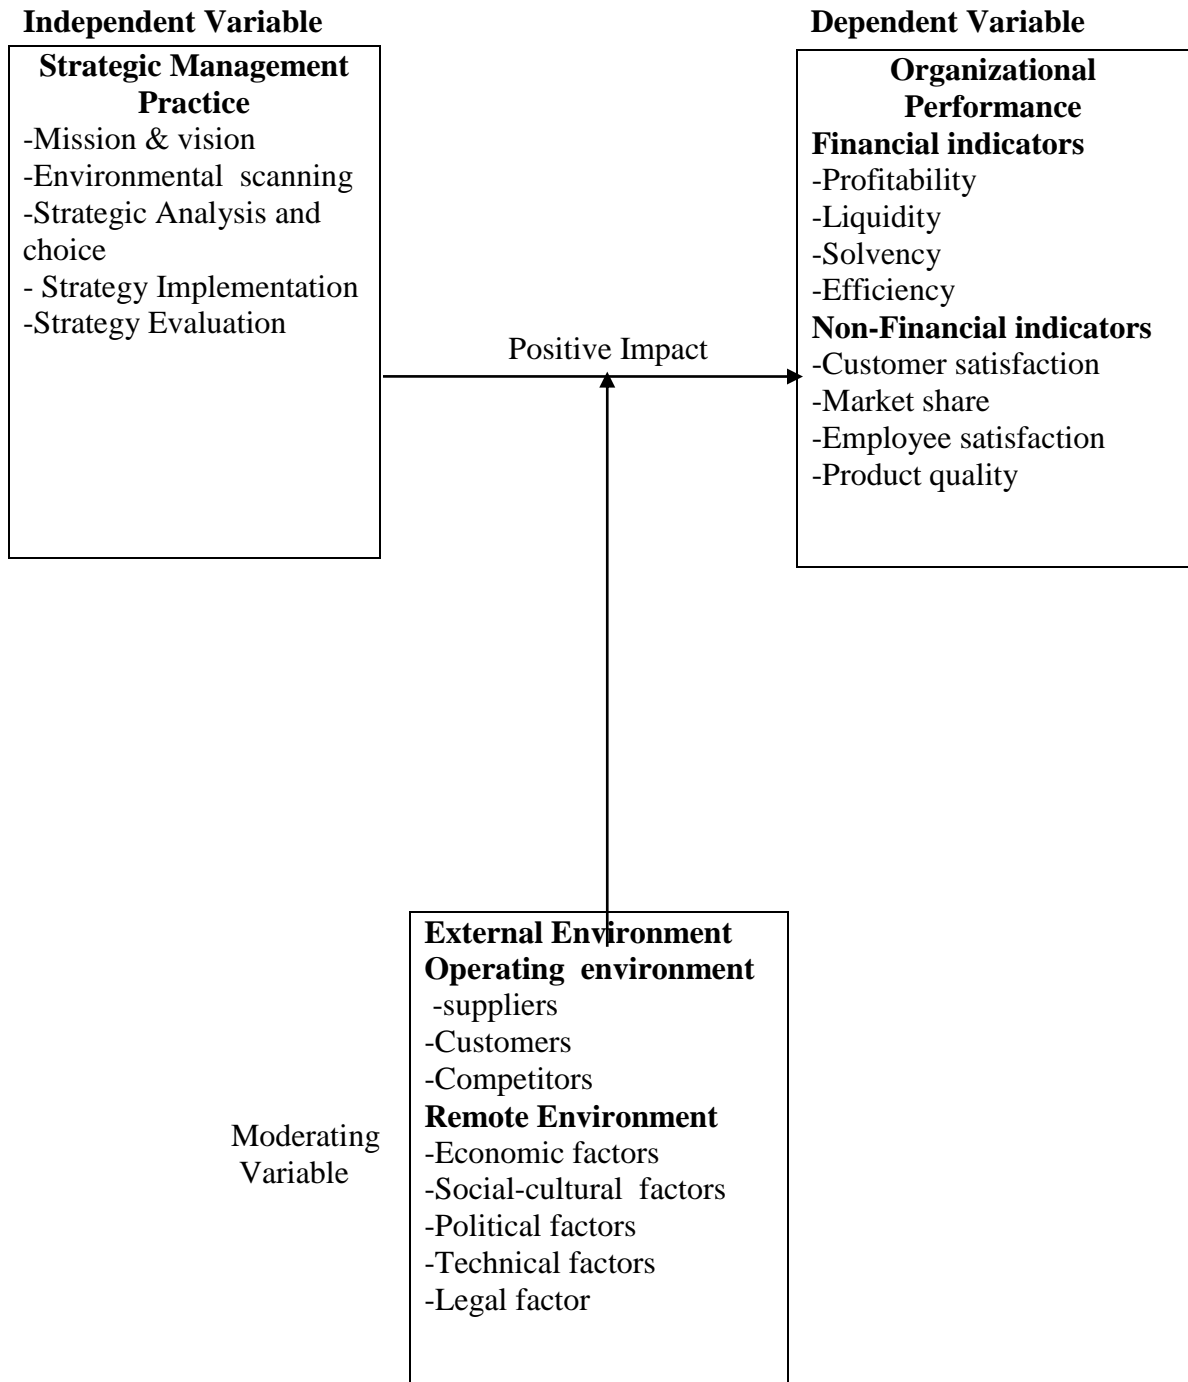 Independent Variable
Strategic Management
Practice
-Mission & vision
-Environmental scanning
-Strategic Analysis and
choice
- Strategy Implementation
-Strategy Evaluation
Positive Impact
Dependent Variable
Organizational
Performance
Financial indicators
-Profitability
-Liquidity
-Solvency
-Efficiency
Non-Financial indicators
-Customer satisfaction
-Market share
-Employee satisfaction
-Product quality
Moderating
Variable
External Environment
Operating environment
-suppliers
-Customers
-Competitors
Remote Environment
-Economic factors
-Social-cultural factors
-Political factors
-Technical factors
-Legal factor